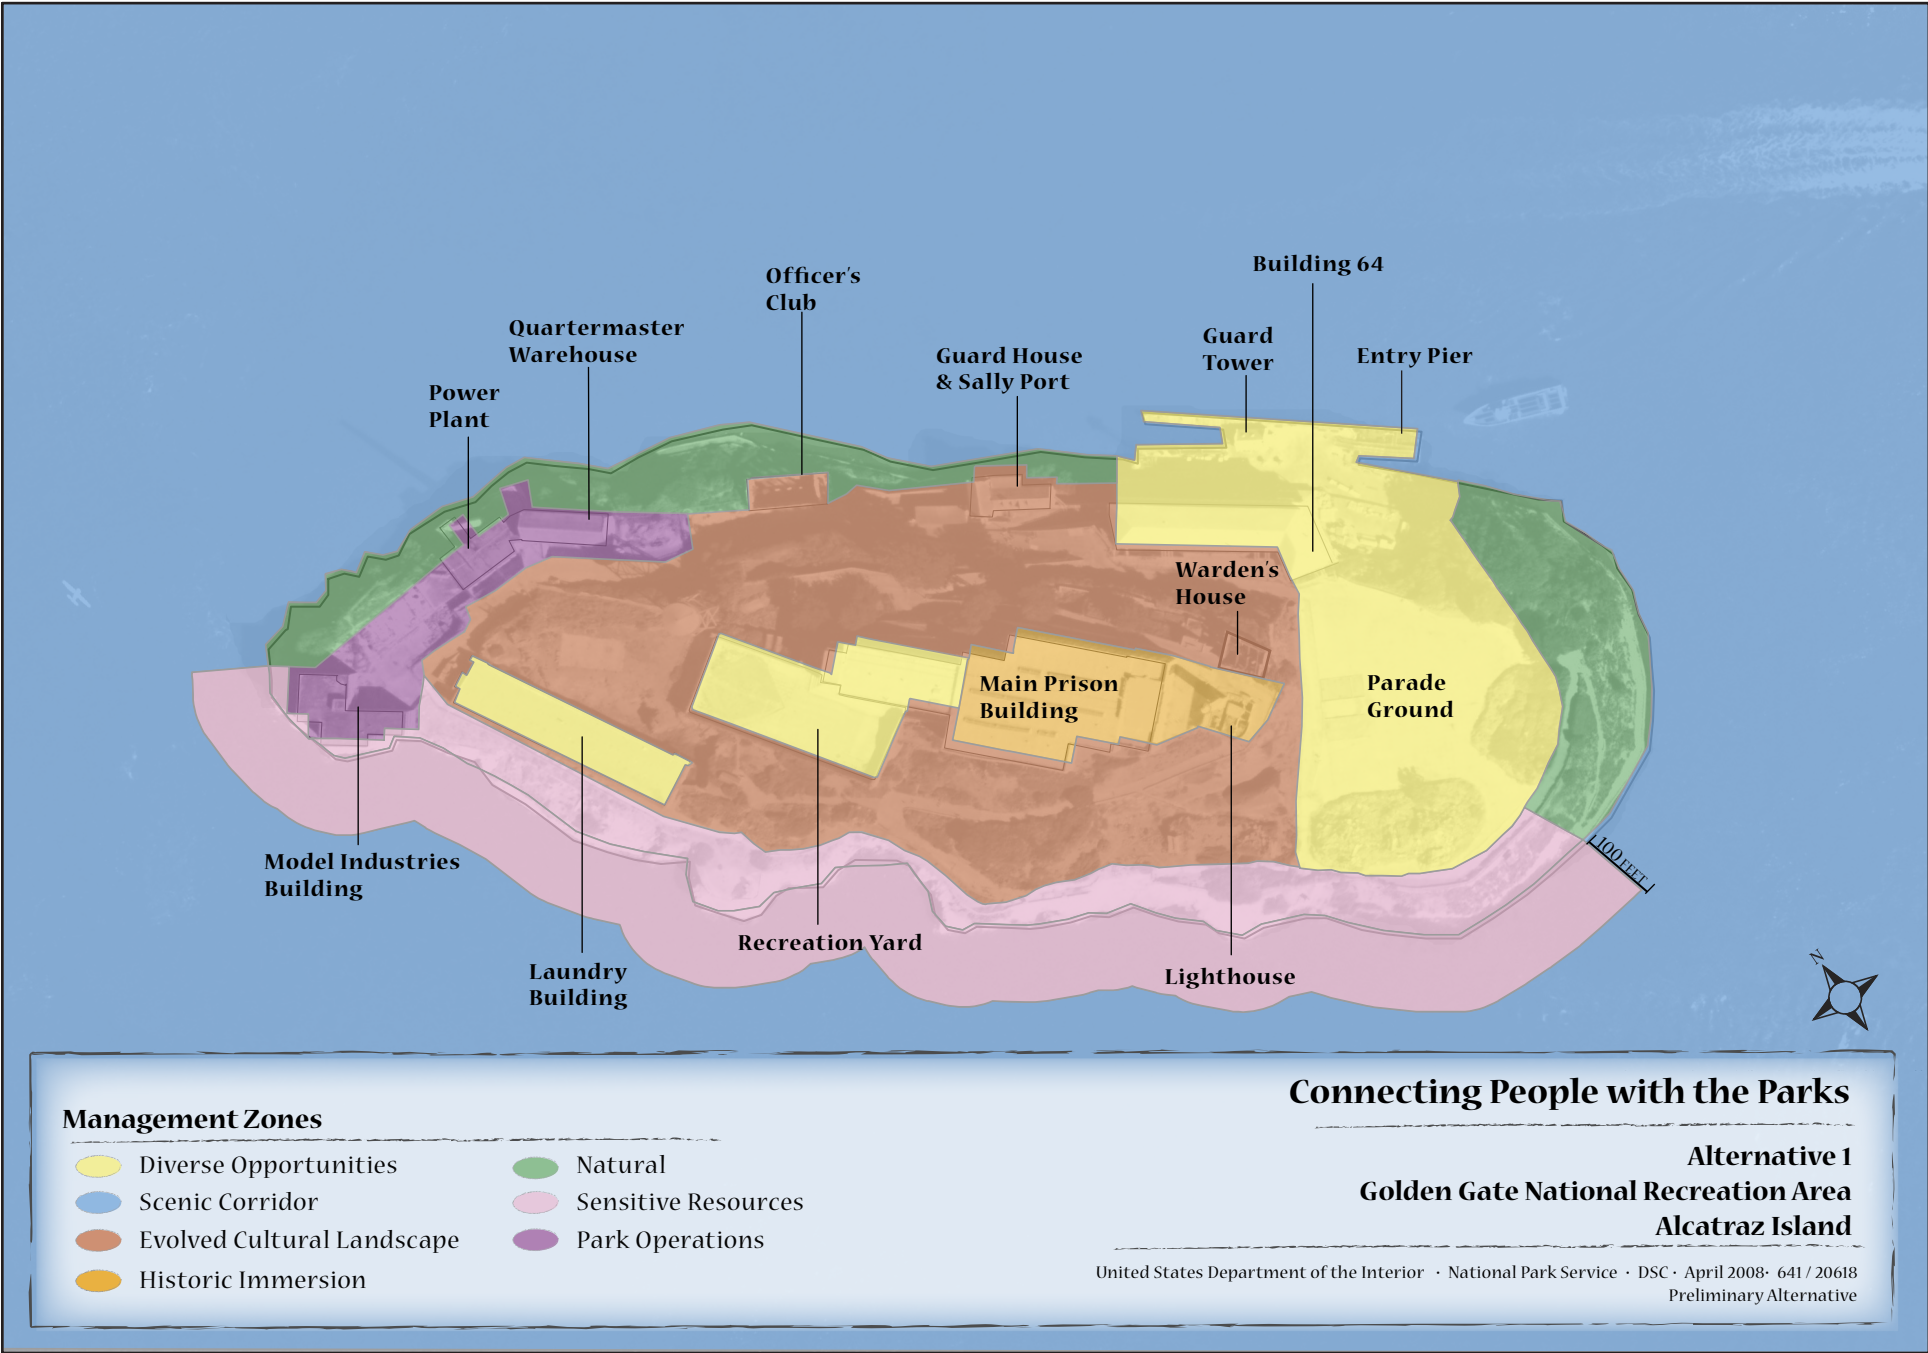 Building 64
Officer's
Club
Quartermaster
Warehouse
Guard
Tower
Entry Pier
Guard House
& Sally Port
Power
Plant
Warden's
House
Main Prison
Building
Parade
Ground
100 FEET
Model Industries
Building
Recreation Yard
Laundry
Building
Lighthouse
N
Management Zones
Diverse Opportunities
Scenic Corridor
Evolved Cultural Landscape
Historic Immersion
Natural
Sensitive Resources
Park Operations
Connecting People with the Parks
Alternative 1
Golden Gate National Recreation Area
Alcatraz Island
United States Department of the Interior · National Park Service · DSC · April 2008· 641 / 20618
Preliminary Alternative